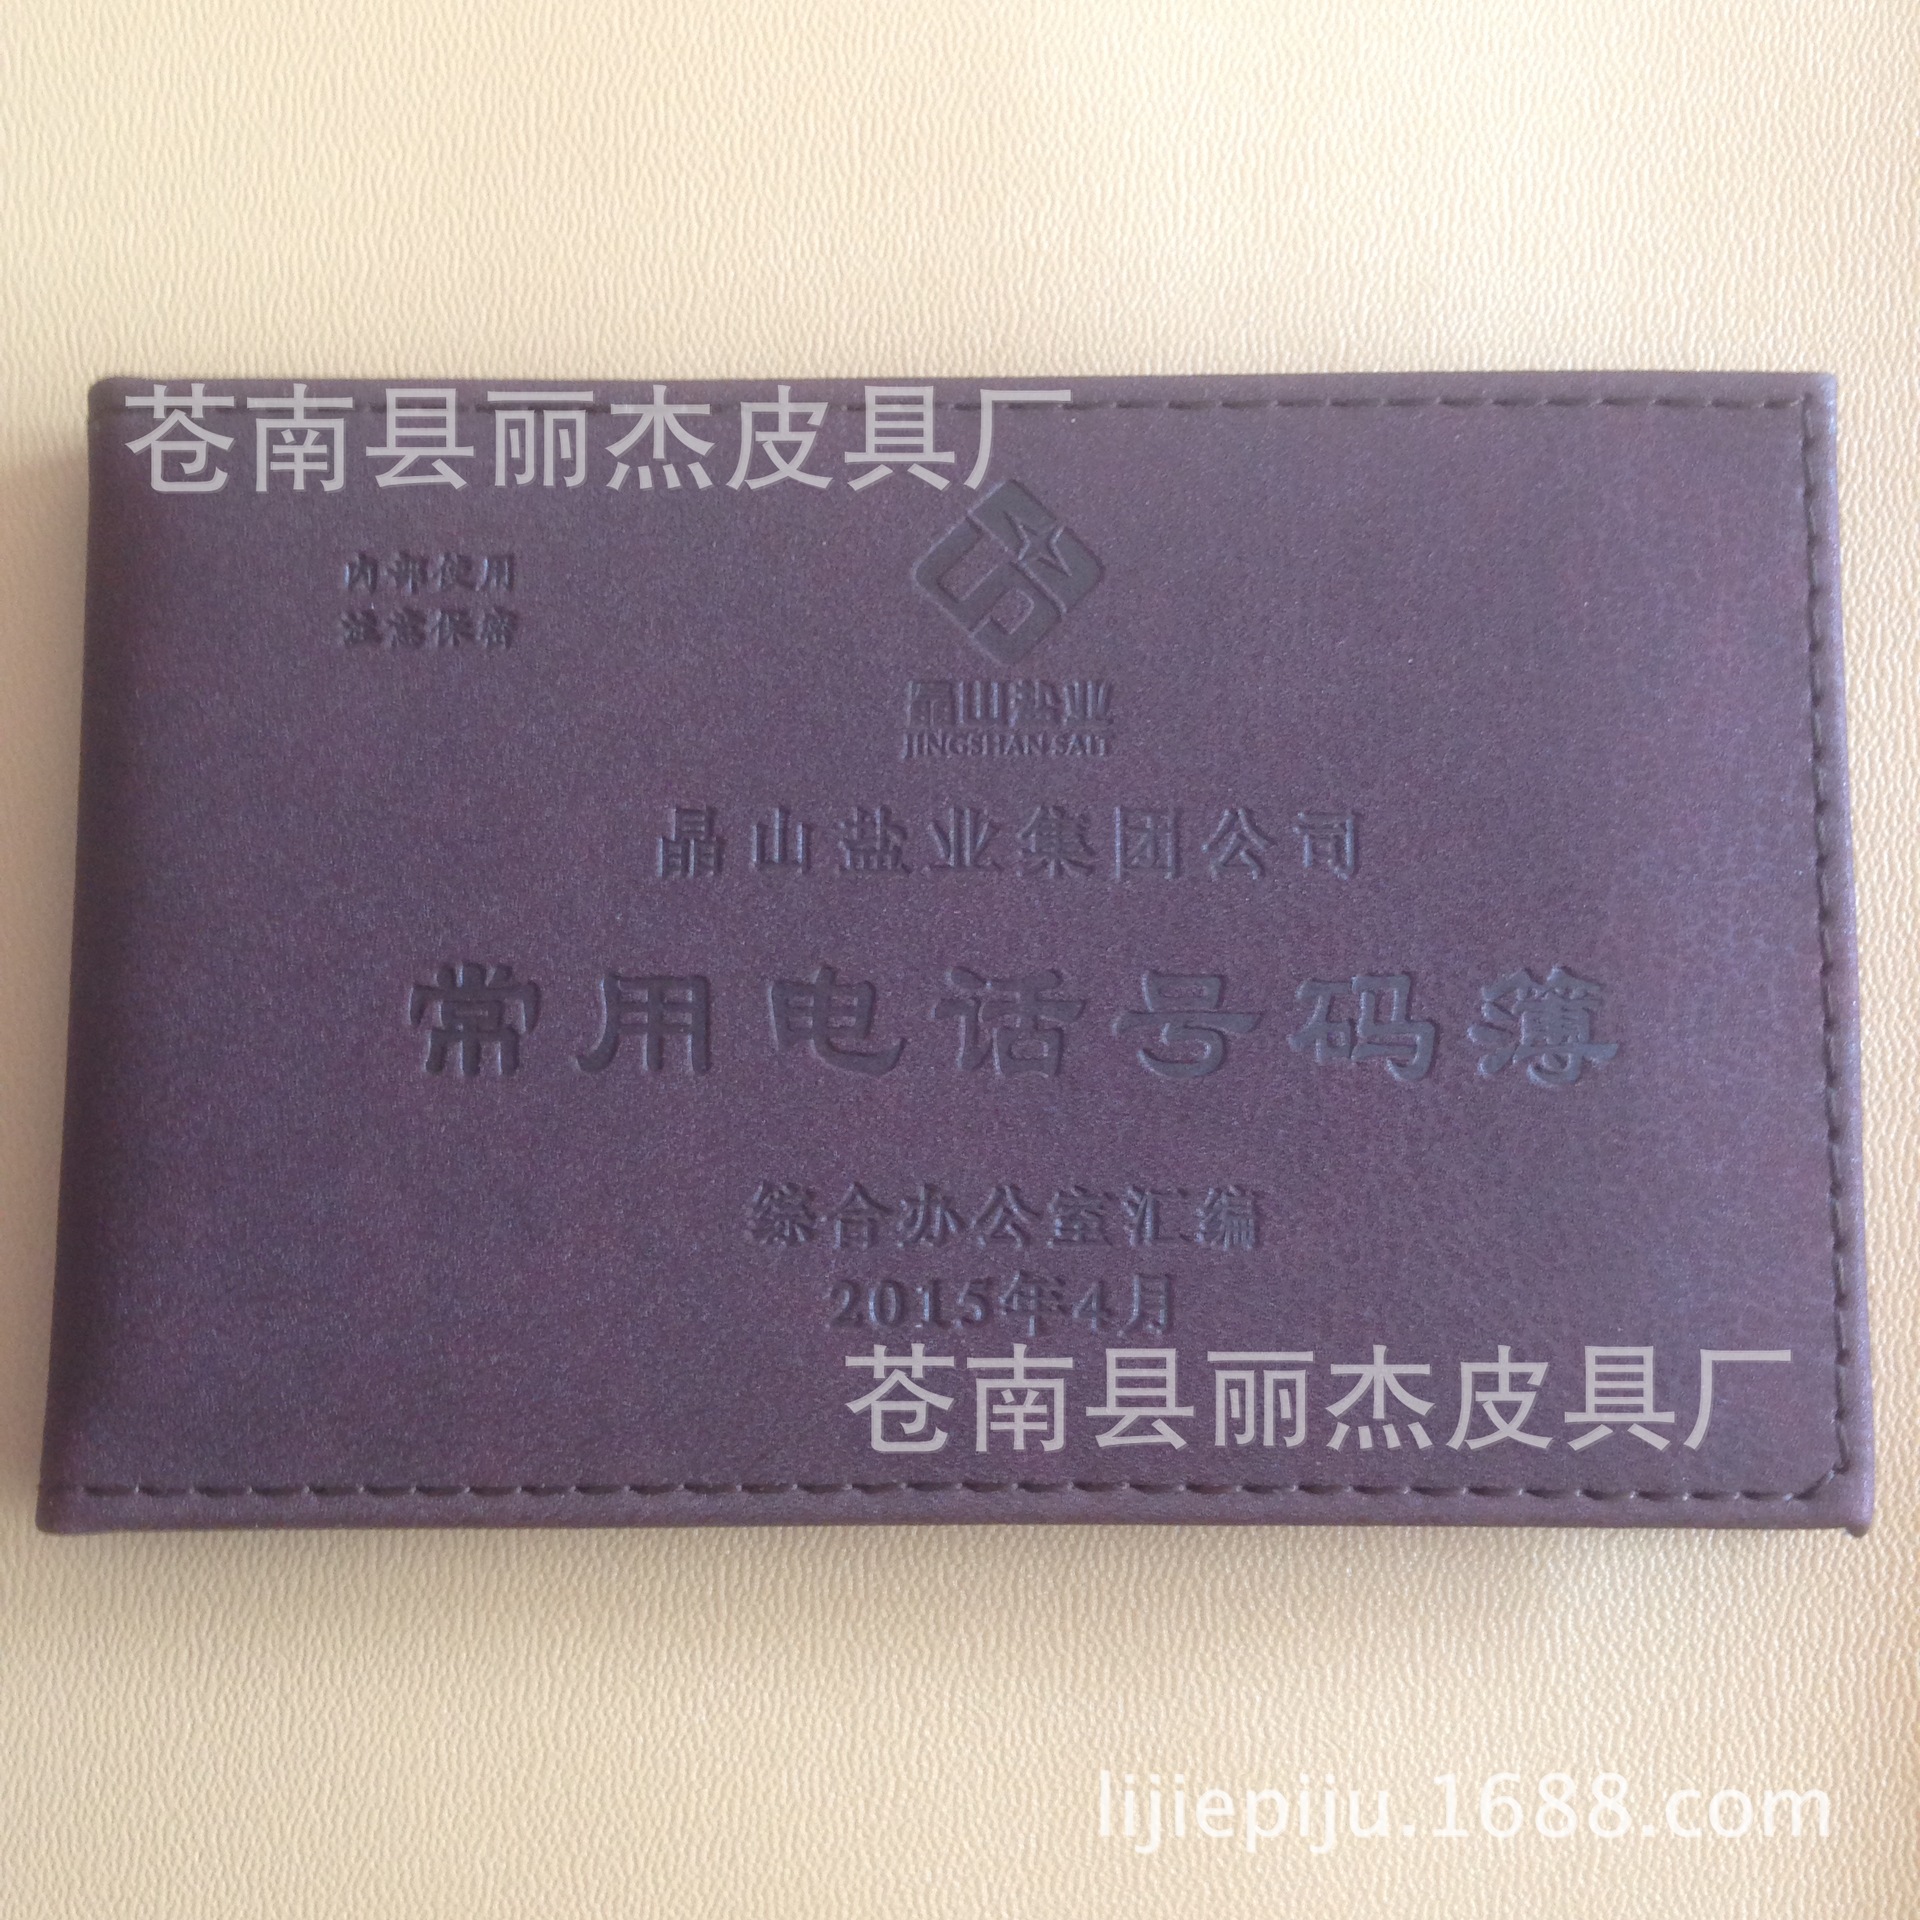 苍南县丽杰皮具厂
内部使用
注意保密
晶山盐业
JINGSHAN SALT
晶山盐业集团公司
常用电话号码簿
综合办公室汇编
2015年4月
苍南县丽杰皮具厂
lijiepiju.1688.com